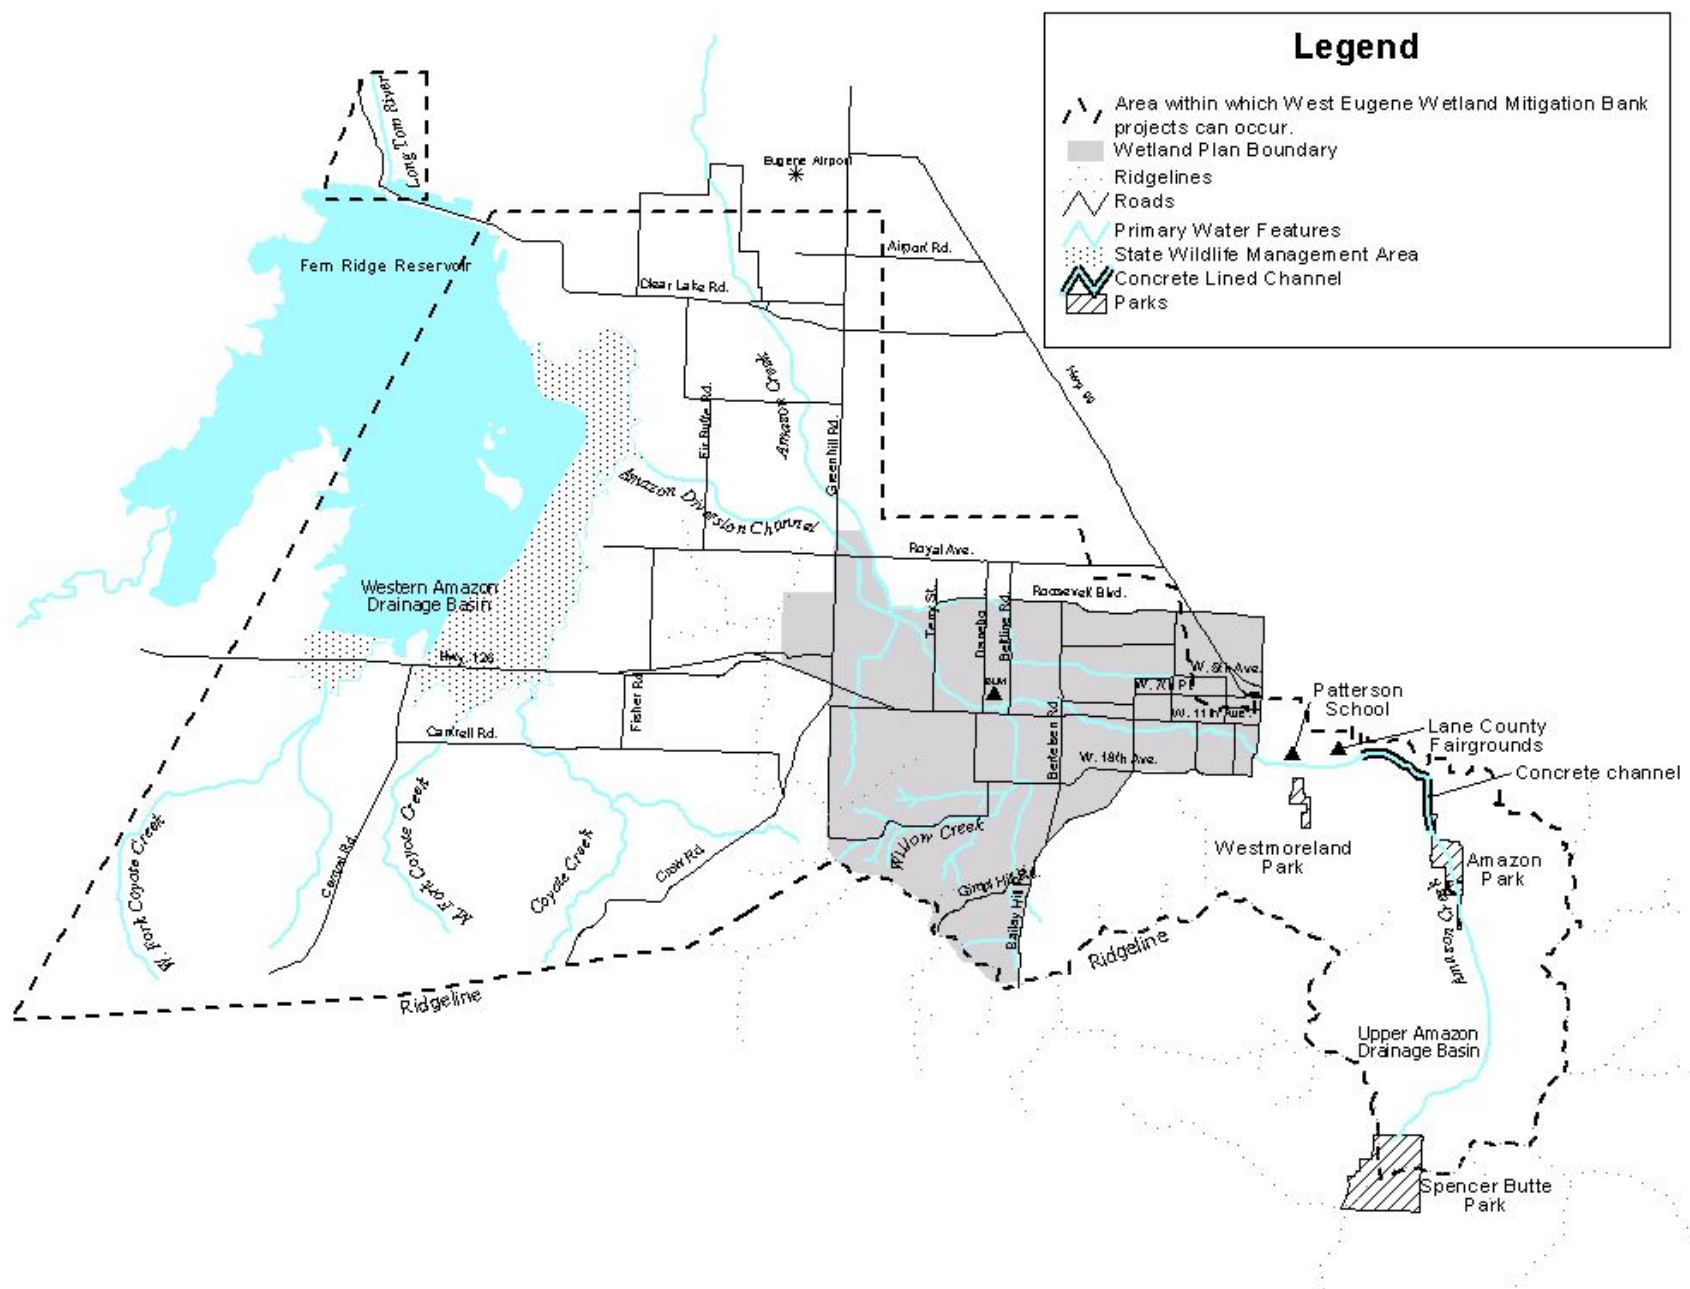 Legend
Area within which West Eugene Wetland Mitigation Bank
projects can occur.
Wetland Plan Boundary
Ridgelines
Roads
Primary Water Features
State Wildlife Management Area
Concrete Lined Channel
Parks
Long Tom River
Eugene Airport
Airport Rd.
Fern Ridge Reservoir
Clear Lake Rd.
Hwy 99
Amazon Creek
Fir Butte Rd.
Greenhill Rd.
Amazon Diversion Channel
Royal Ave.
Western Amazon
Drainage Basin
Roosevelt Blvd.
Terry St.
Danebo
Beltline Rd.
Hwy. 126
W. 5th Ave.
W. 7th Pl.
BLM
W. 11th Ave.
Fisher Rd.
Cantrell Rd.
Bertelsen Rd.
W. 18th Ave.
Patterson
School
Lane County
Fairgrounds
Concrete channel
Westmoreland
Park
Amazon
Park
W. Fork Coyote Creek
Central Rd.
M. Fork Coyote Creek
Coyote Creek
Crow Rd.
Willow Creek
Gimpl Hill Rd.
Bailey Hill Rd.
Amazon Creek
Ridgeline
Ridgeline
Upper Amazon
Drainage Basin
Spencer Butte
Park